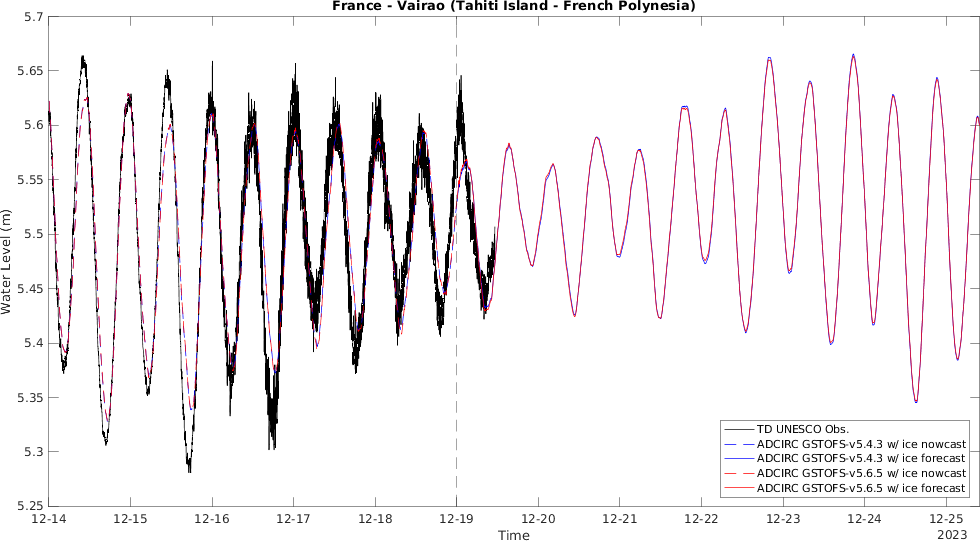 France - Vairao (Tahiti Island - French Polynesia)
5.7
5.65
5.6
5.55
5.5
5.45
5.4
5.35
5.3
5.25
Water Level (m)
TD UNESCO Obs.
ADCIRC GSTOFS-v5.4.3 w/ ice nowcast
ADCIRC GSTOFS-v5.4.3 w/ ice forecast
ADCIRC GSTOFS-v5.6.5 w/ ice nowcast
ADCIRC GSTOFS-v5.6.5 w/ ice forecast
12-14 12-15 12-16 12-17 12-18 12-19 12-20 12-21 12-22 12-23 12-24 12-25
Time 2023